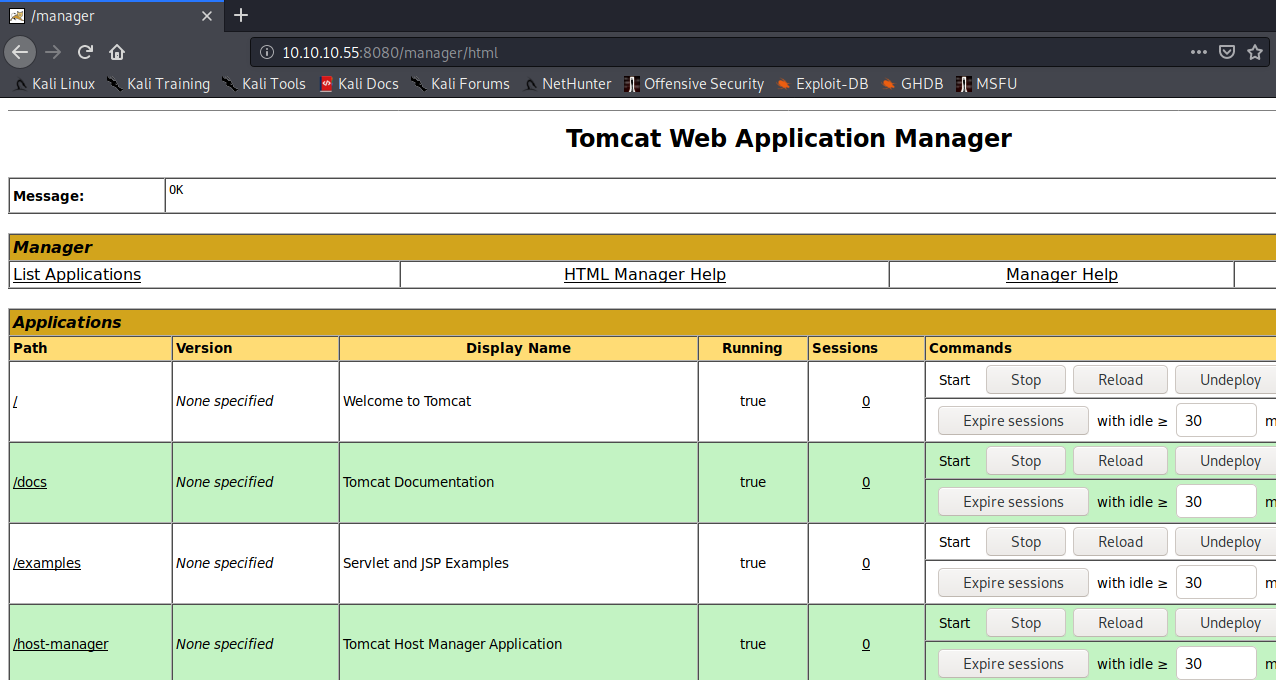 /manager
10.10.10.55:8080/manager/html
Kali Linux Kali Training Kali Tools Kali Docs Kali Forums NetHunter Offensive Security Exploit-DB GHDB MSFU
Tomcat Web Application Manager
Message: OK
Manager
List Applications HTML Manager Help Manager Help
Applications
Path Version Display Name Running Sessions Commands
/ None specified Welcome to Tomcat true 0 Start Stop Reload Undeploy
Expire sessions with idle ≥ 30 m
/docs None specified Tomcat Documentation true 0 Start Stop Reload Undeploy
Expire sessions with idle ≥ 30 m
/examples None specified Servlet and JSP Examples true 0 Start Stop Reload Undeploy
Expire sessions with idle ≥ 30 m
/host-manager None specified Tomcat Host Manager Application true 0 Start Stop Reload Undeploy
Expire sessions with idle ≥ 30 m